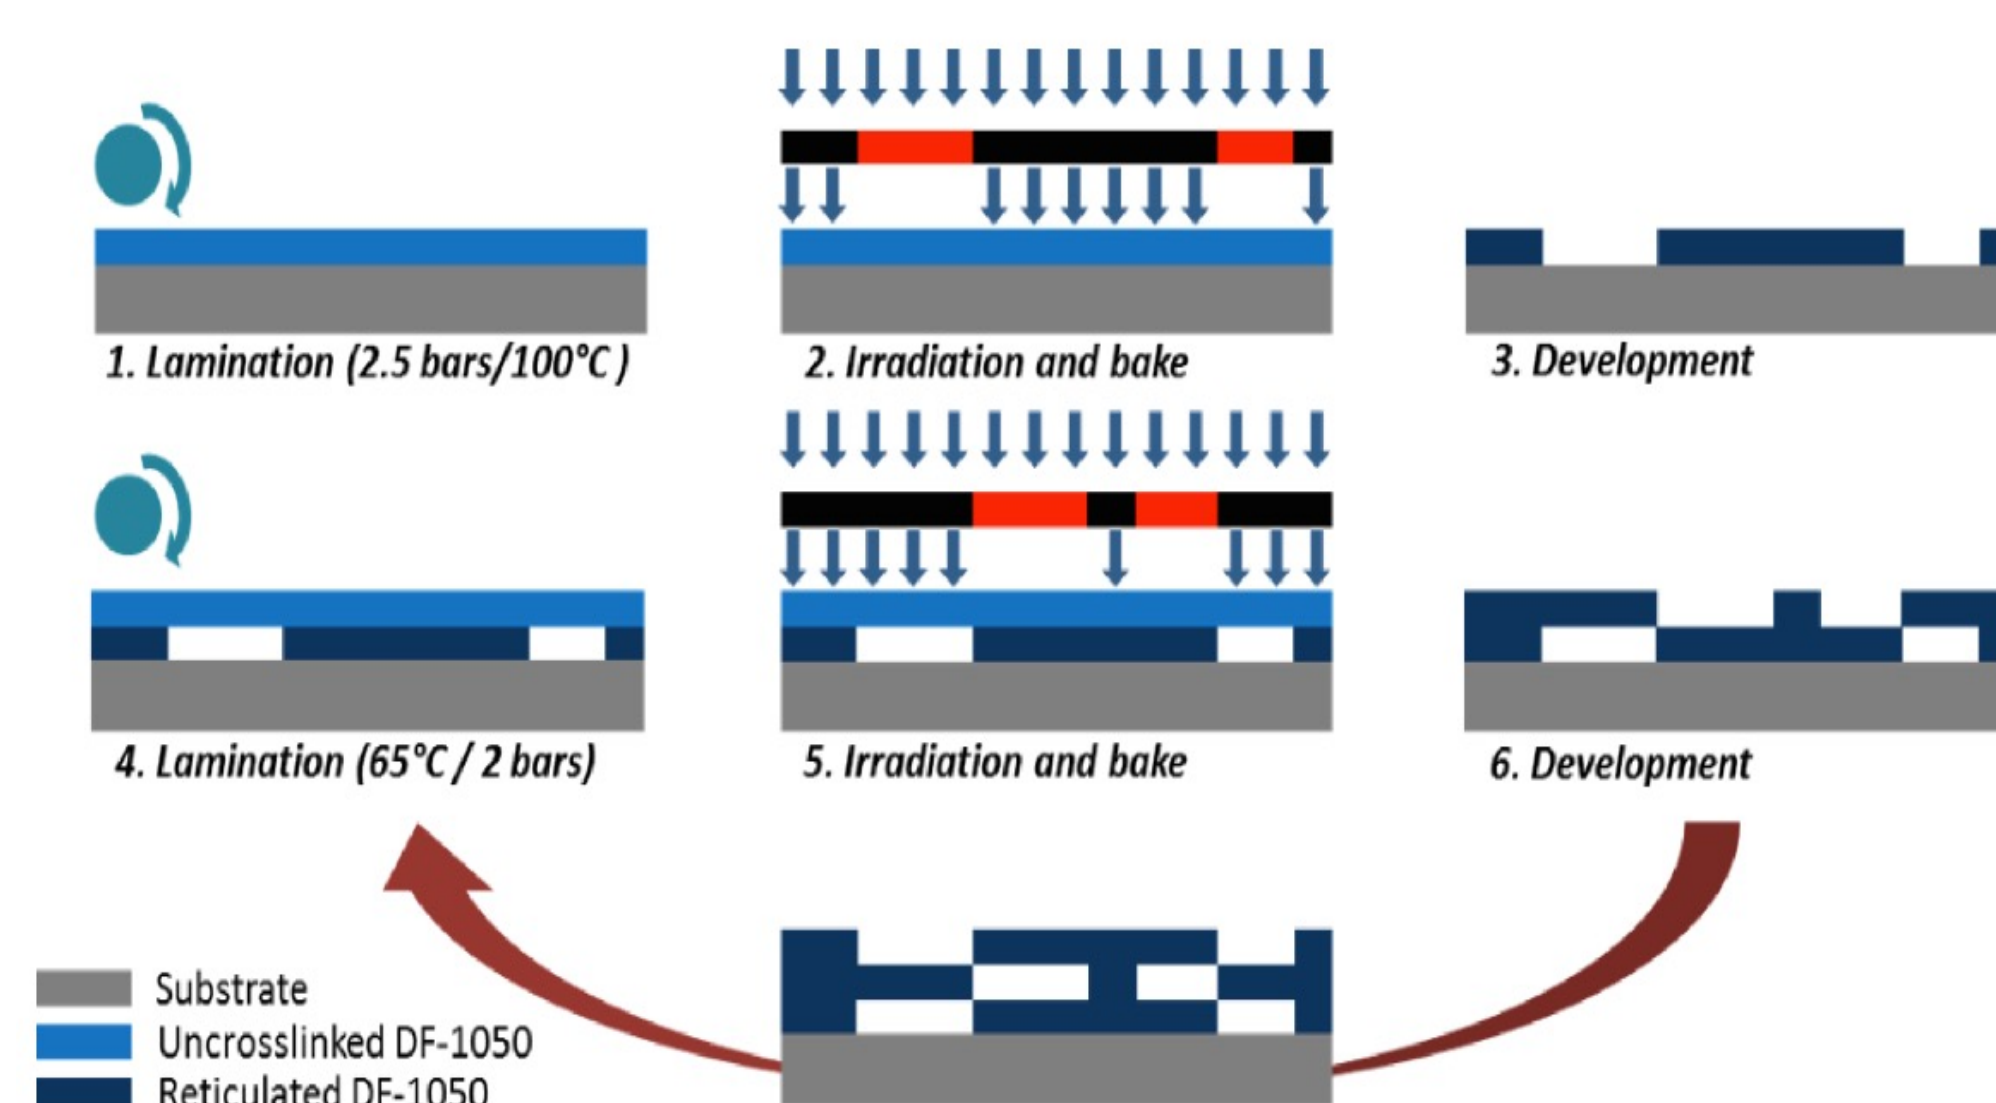 1. Lamination (2.5 bars/100°C )
2. Irradiation and bake
3. Development
4. Lamination (65°C / 2 bars)
5. Irradiation and bake
6. Development
Substrate
Uncrosslinked DF-1050
Reticulated DF-1050